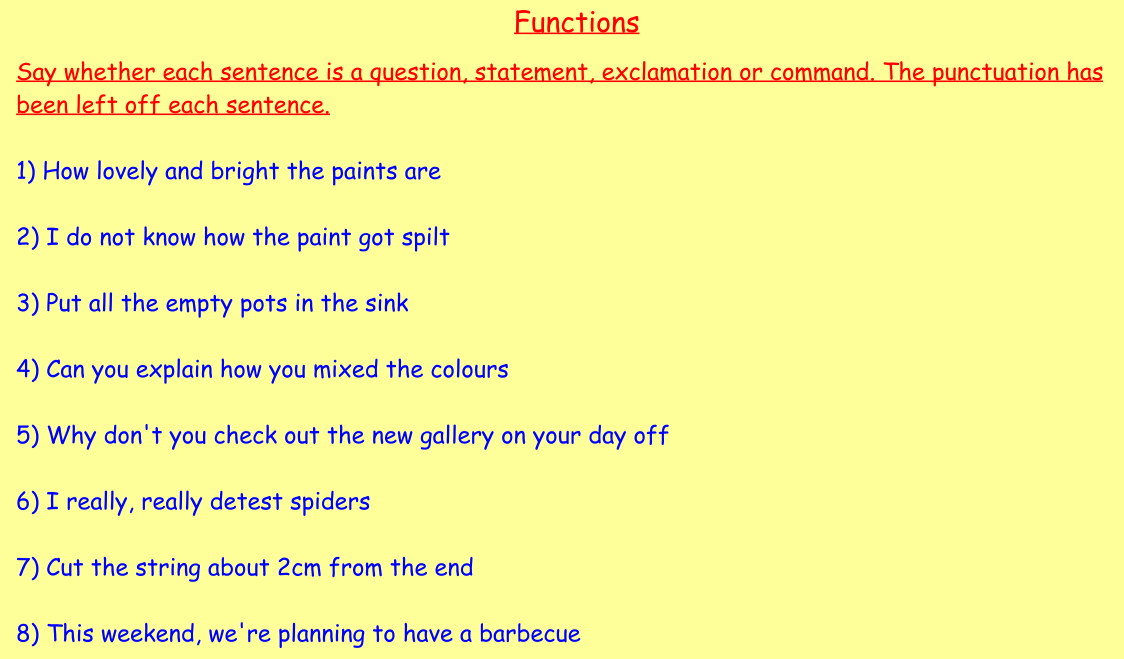 Functions
Say whether each sentence is a question, statement, exclamation or command. The punctuation has
been left off each sentence.
1) How lovely and bright the paints are
2) I do not know how the paint got spilt
3) Put all the empty pots in the sink
4) Can you explain how you mixed the colours
5) Why don't you check out the new gallery on your day off
6) I really, really detest spiders
7) Cut the string about 2cm from the end
8) This weekend, we're planning to have a barbecue